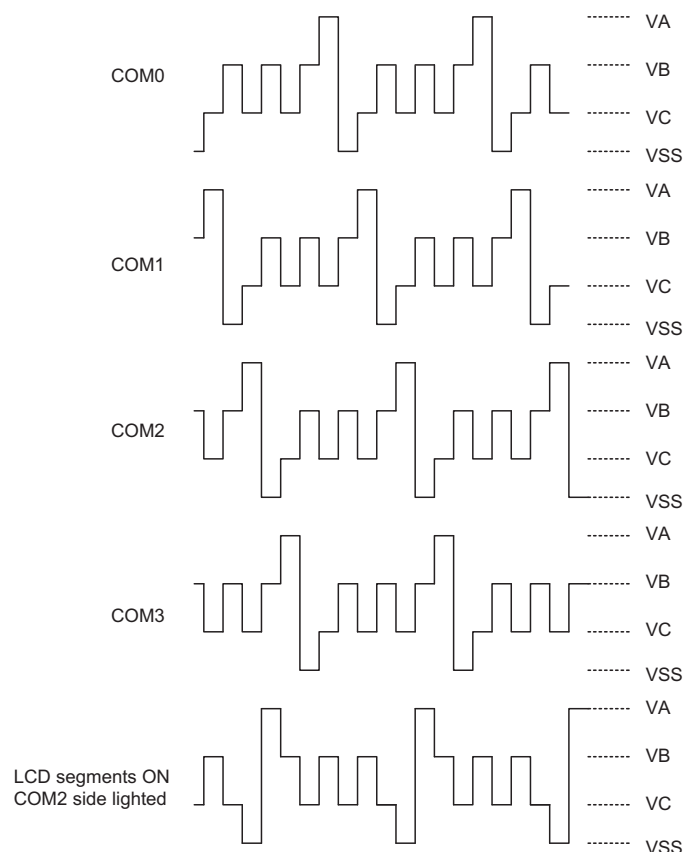 VA
COM0
VB
VC
VSS
VA
VB
COM1
VC
VSS
VA
VB
COM2
VC
VSS
VA
VB
COM3
VC
VSS
VA
VB
LCD segments ON
COM2 side lighted
VC
VSS